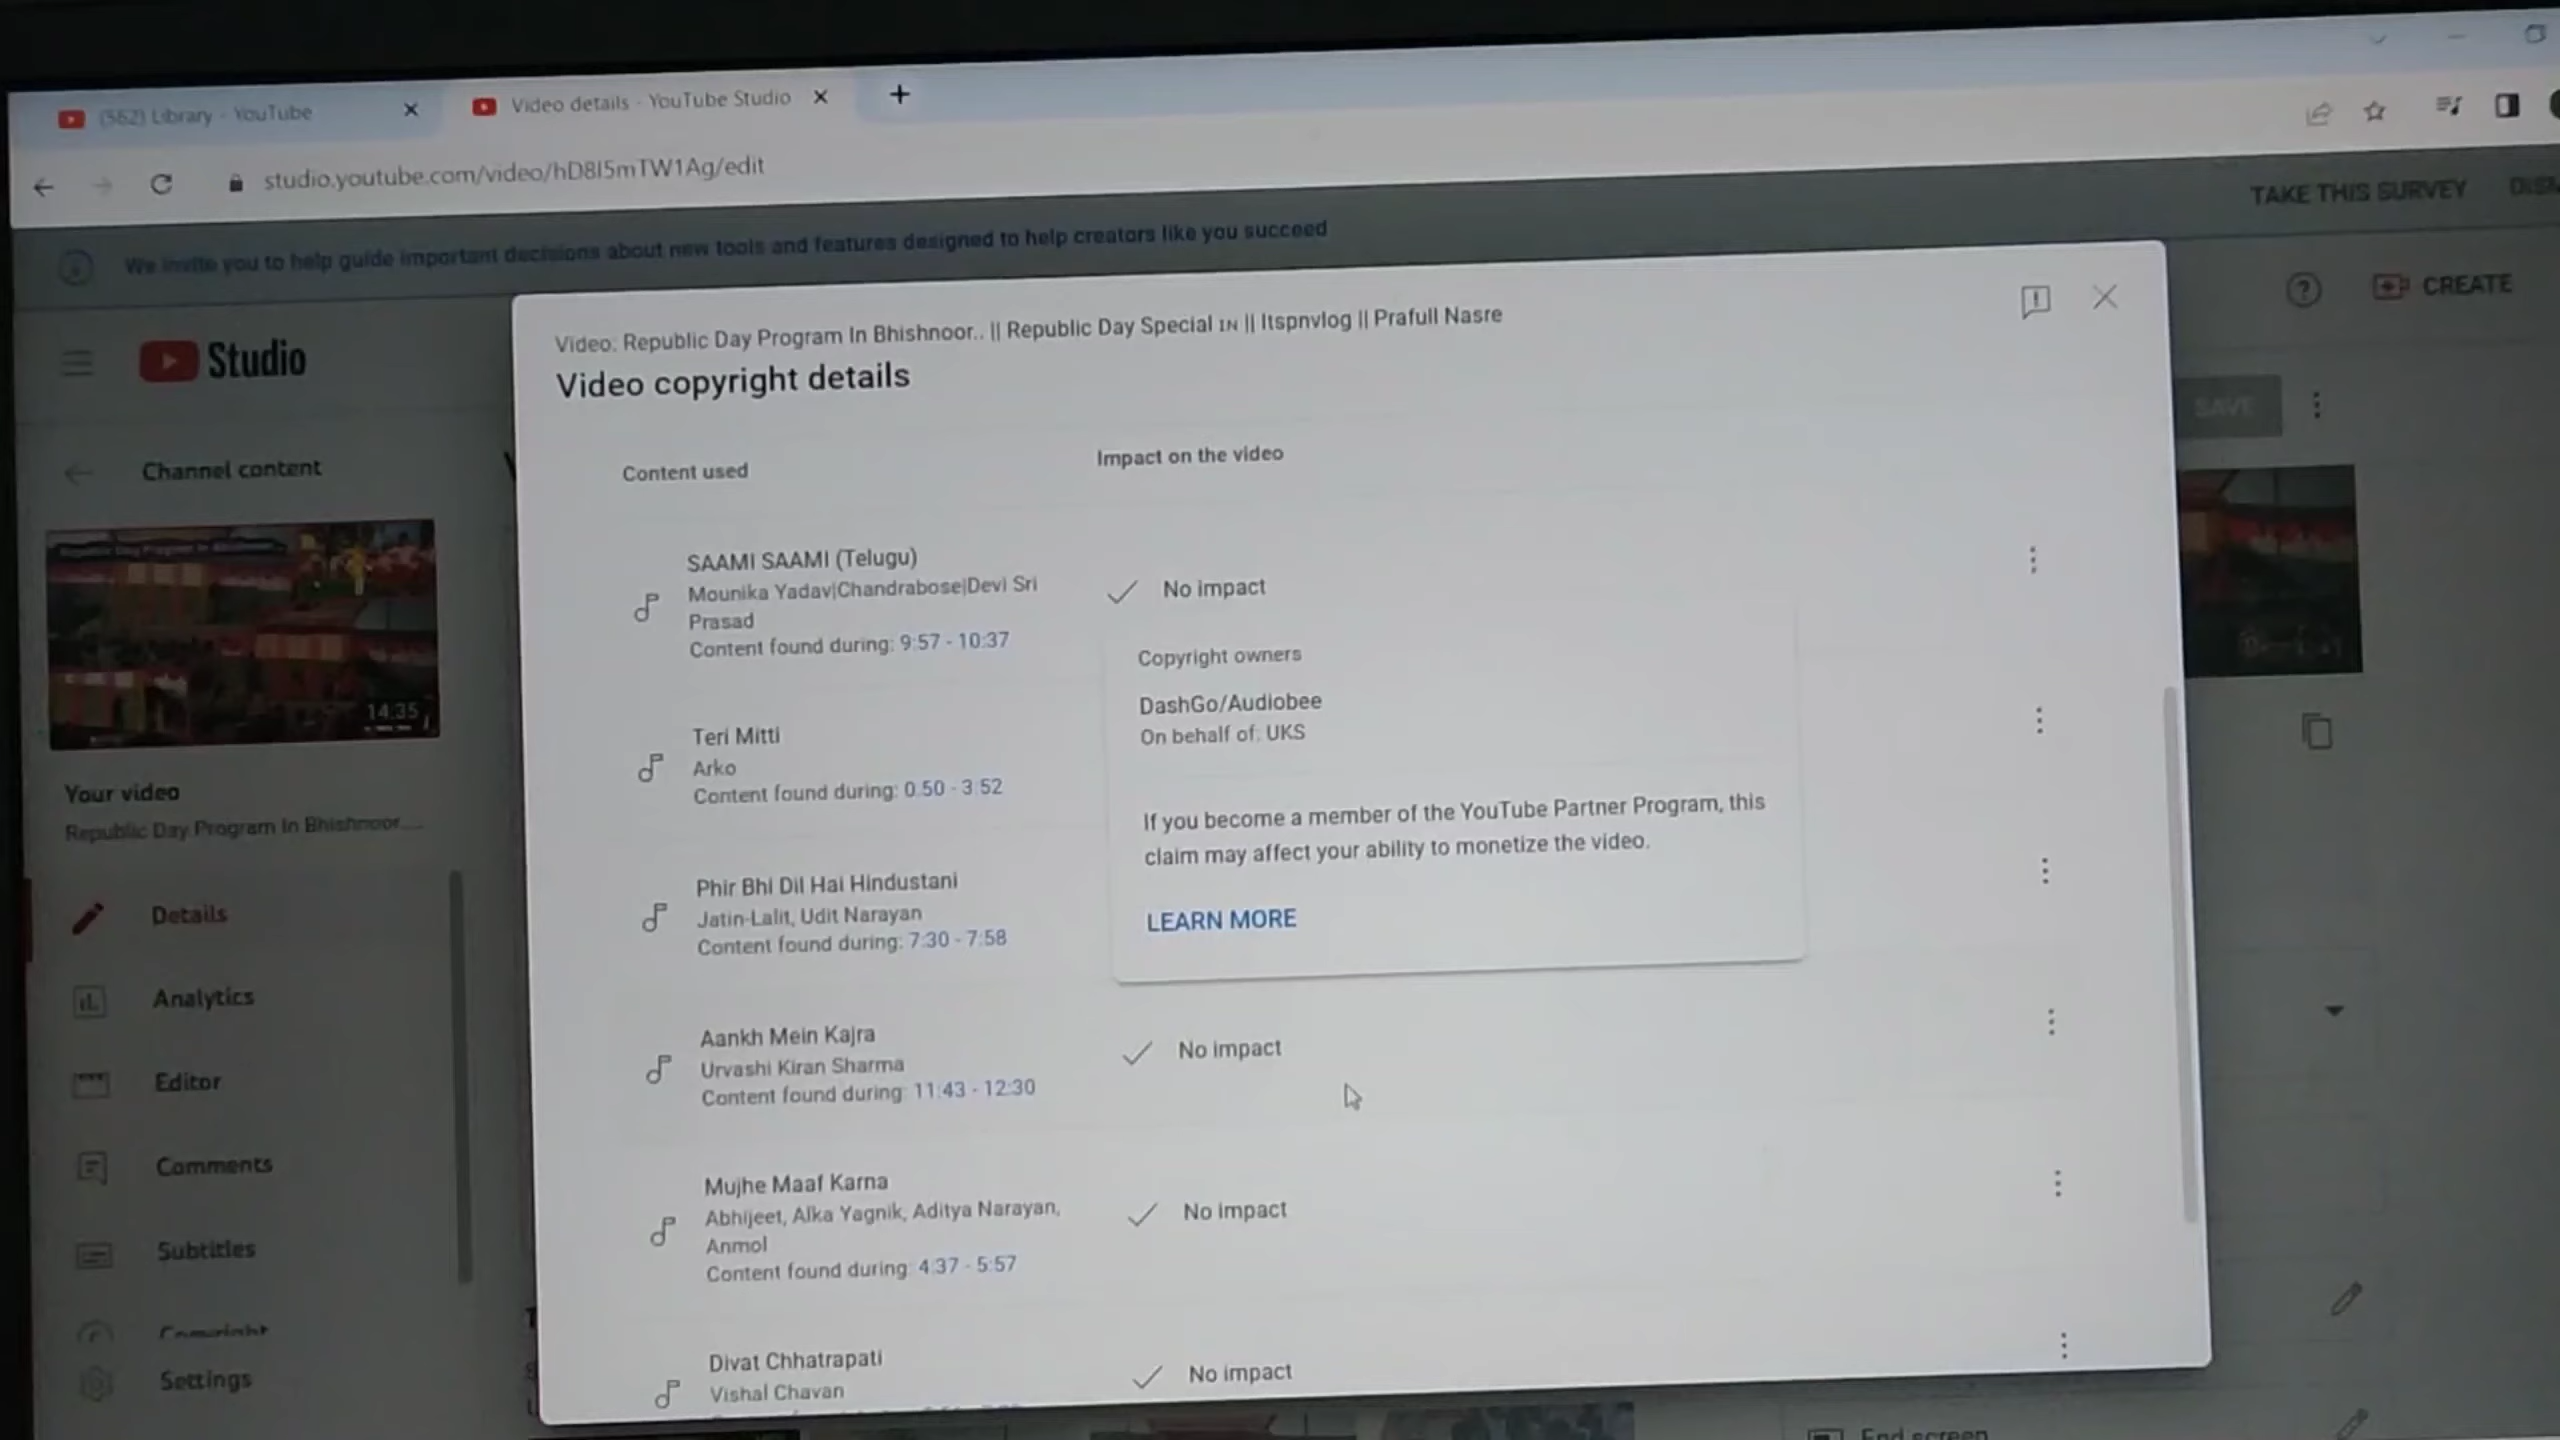 (562) Library - YouTube
Video details - YouTube Studio
studio.youtube.com/video/hD8I5mTW1Ag/edit
We invite you to help guide important decisions about new tools and features designed to help creators like you succeed
TAKE THIS SURVEY
Studio
CREATE
Video: Republic Day Program In Bhishnoor.. || Republic Day Special IN || Itspnvlog || Prafull Nasre
Video copyright details
SAVE
Channel content
Content used
Impact on the video
SAAMI SAAMI (Telugu)
Mounika Yadav|Chandrabose|Devi Sri
Prasad
Content found during: 9:57 - 10:37
No impact
Copyright owners
DashGo/Audiobee
On behalf of: UKS
If you become a member of the YouTube Partner Program, this
claim may affect your ability to monetize the video.
LEARN MORE
Teri Mitti
Arko
Content found during: 0:50 - 3:52
Phir Bhi Dil Hai Hindustani
Jatin-Lalit, Udit Narayan
Content found during: 7:30 - 7:58
Aankh Mein Kajra
Urvashi Kiran Sharma
Content found during: 11:43 - 12:30
No impact
Mujhe Maaf Karna
Abhijeet, Alka Yagnik, Aditya Narayan,
Anmol
Content found during: 4:37 - 5:57
No impact
Divat Chhatrapati
Vishal Chavan
No impact
14:35
Your video
Republic Day Program In Bhishnoor....
Details
Analytics
Editor
Comments
Subtitles
Copyright
Settings
End screen